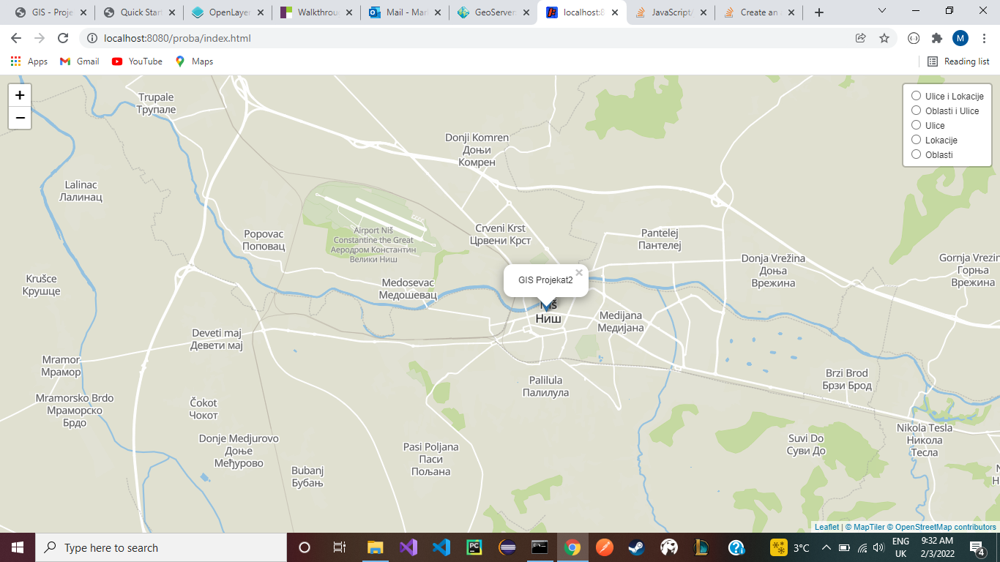 GIS - Proje
Quick Start
OpenLayer
Walkthrou
Mail - Mar
GeoServer
localhost:8
JavaScript/
Create an
localhost:8080/proba/index.html
M
Apps
Gmail
YouTube
Maps
Reading list
+
−
Ulice i Lokacije
Oblasti i Ulice
Ulice
Lokacije
Oblasti
Trupale
Трупале
Donji Komren
Доњи
Комрен
Lalinac
Лалинац
Popovac
Поповац
Airport Niš
Constantine the Great
Аеродром Константин
Велики Ниш
Crveni Krst
Црвени Крст
Pantelej
Пантелеј
Donja Vrežina
Доња
Врежина
Gornja Vrezin
Горња
Врежина
Krušce
Крушце
Medosevac
Медошевац
GIS Projekat2
×
Niš
Ниш
Medijana
Медијана
Deveti maj
Девети мај
Mramor
Мрамор
Palilula
Палилула
Brzi Brod
Брзи Брод
Mramorsko Brdo
Мраморско
Брдо
Čokot
Чокот
Donje Medjurovo
Доње
Међурово
Pasi Poljana
Паси
Пољана
Suvi Do
Суви До
Nikola Tesla
Никола
Тесла
Bubanj
Бубањ
N
Н
Leaflet | © MapTiler © OpenStreetMap contributors
Type here to search
PC
3°C
ENG
UK
9:32 AM
2/3/2022
4